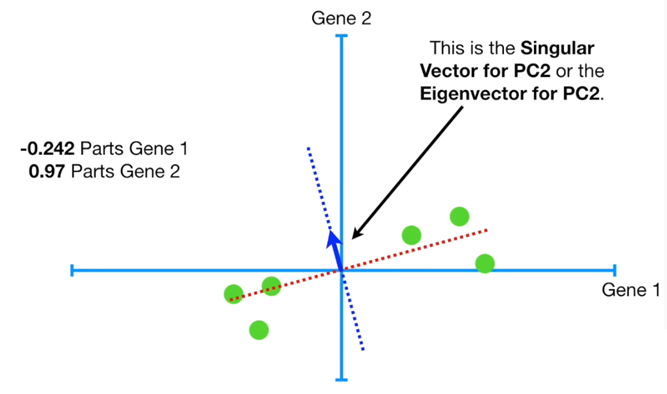 Gene 2
This is the Singular
Vector for PC2 or the
Eigenvector for PC2.
-0.242 Parts Gene 1
0.97 Parts Gene 2
Gene 1